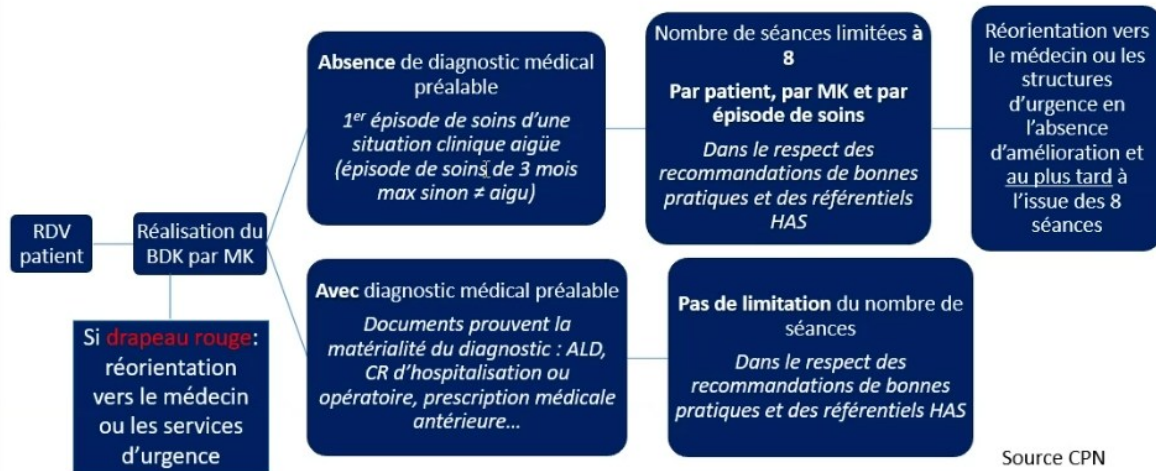 RDV
patient
Réalisation du
BDK par MK
Si drapeau rouge:
réorientation
vers le médecin
ou les services
d'urgence
Absence de diagnostic médical
préalable
1er épisode de soins d'une
situation clinique aigüe
(épisode de soins de 3 mois
max sinon ≠ aigu)
Nombre de séances limitées à
8
Par patient, par MK et par
épisode de soins
Dans le respect des
recommandations de bonnes
pratiques et des référentiels
HAS
Réorientation vers
le médecin ou les
structures
d'urgence en
l'absence
d'amélioration et
au plus tard à
l'issue des 8
séances
Avec diagnostic médical préalable
Documents prouvent la
matérialité du diagnostic : ALD,
CR d'hospitalisation ou
opératoire, prescription médicale
antérieure...
Pas de limitation du nombre de
séances
Dans le respect des
recommandations de bonnes
pratiques et des référentiels HAS
Source CPN